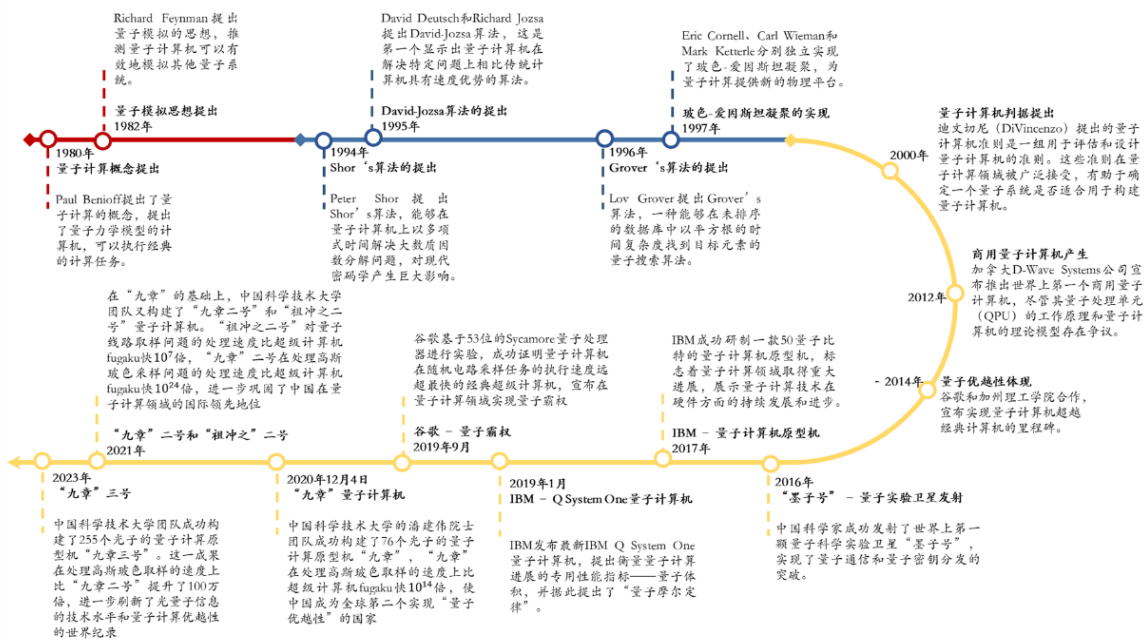 Richard Feynman 提出
量子模拟的思想，推
测量子计算机可以有
效地模拟其他量子系
统。
量子模拟思想提出
1982年
1980年
量子计算概念提出
Paul Benioff提出了量
子计算的概念，提出
了量子力学模型的计
算机，可以执行经典
的计算任务。
David Deutsch和Richard Jozsa
提出David-Jozsa算法，这是
第一个显示出量子计算机在
解决特定问题上相比传统计
算机具有速度优势的算法。
David-Jozsa算法的提出
1995年
1994年
Shor‘s算法的提出
Peter Shor 提出
Shor’s算法，能够在
量子计算机上以多项
式时间解决大数质因
数分解问题，对现代
密码学产生巨大影响。
Eric Cornell、Carl Wieman和
Mark Ketterle分别独立实现
了玻色-爱因斯坦凝聚，为
量子计算提供新的物理平台。
玻色-爱因斯坦凝聚的实现
1997年
1996年
Grover‘s算法的提出
Lov Grover提出Grover’s
算法，一种能够在未排序
的数据库中以平方根的时
间复杂度找到目标元素的
量子搜索算法。
量子计算机判据提出
2000年
迪文切尼（DiVincenzo）提出的量子
计算机准则是一组用于评估和设计
量子计算机的准则。这些准则在量
子计算领域被广泛接受，有助于确
定一个量子系统是否适合用于构建
量子计算机。
商用量子计算机产生
2012年
加拿大D-Wave Systems公司宣
布推出世界上第一个商用量子
计算机，尽管其量子处理单元
（QPU）的工作原理和量子计
算机的理论模型存在争议。
- 2014年
量子优越性体现
谷歌和加州理工学院合作，
宣布实现量子计算机超越
经典计算机的里程碑。
2016年
“墨子号” – 量子实验卫星发射
中国科学家成功发射了世界上第一
颗量子科学实验卫星“墨子号”，
实现了量子通信和量子密钥分发的
突破。
IBM成功研制一款50量子比
特的量子计算机原型机，标
志着量子计算领域取得重大
进展，展示量子计算技术在
硬件方面的持续发展和进步。
IBM – 量子计算机原型机
2017年
2019年1月
IBM – Q System One量子计算机
IBM发布最新IBM Q System One
量子计算机，提出衡量量子计算
进展的专用性能指标——量子体
积，并据此提出了“量子摩尔定
律”。
谷歌基于53位的Sycamore量子处理
器进行实验，成功证明量子计算机
在随机电路采样任务的执行速度远
超最快的经典超级计算机，宣布在
量子计算领域实现量子霸权
谷歌 – 量子霸权
2019年9月
2020年12月4日
“九章”量子计算机
中国科学技术大学的潘建伟院士
团队成功构建了76个光子的量子
计算原型机“九章”，“九章”
在处理高斯玻色取样的速度上比
超级计算机fugaku快10¹⁴倍，使
中国成为全球第二个实现“量子
优越性”的国家
在“九章”的基础上，中国科学技术大学
团队又构建了“九章二号”和“祖冲之二
号”量子计算机。“祖冲之二号”对量子
线路取样问题的处理速度比超级计算机
fugaku快10⁷倍，“九章”二号在处理高斯
玻色采样问题的处理速度比超级计算机
fugaku快10²⁴倍，进一步巩固了中国在量
子计算领域的国际领先地位
“九章”二号和“祖冲之”二号
2021年
2023年
“九章”三号
中国科学技术大学团队成功构
建了255个光子的量子计算原
型机“九章三号”。这一成果
在处理高斯玻色取样的速度上
比“九章二号”提升了100万
倍，进一步刷新了光量子信息
的技术水平和量子计算优越性
的世界纪录